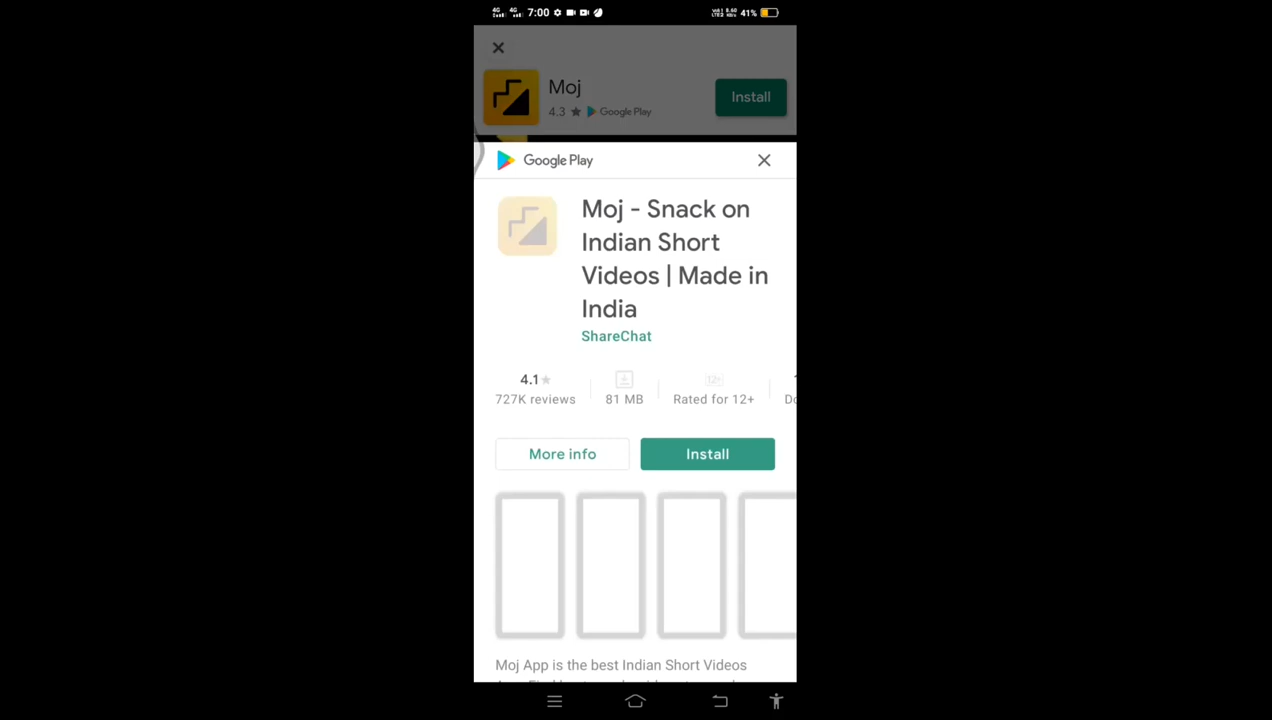 7:00 41%
Moj
4.3 ★ Google Play
Install
Google Play
Moj - Snack on
Indian Short
Videos | Made in
India
ShareChat
4.1★
727K reviews
81 MB
12+
Rated for 12+
More info
Install
Moj App is the best Indian Short Videos